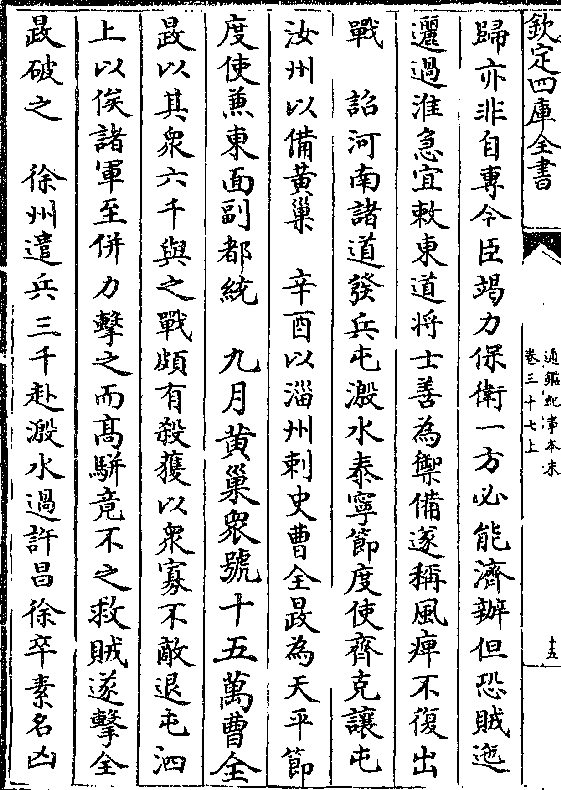 欽定四庫全書
通鑑紀事本末
卷三十七上
十五
歸亦非自專今臣竭力保衛一方必能濟辦但恐賊迤
邐過淮急宜敕東道將士善為禦備遂稱風痺不復出
戰　詔河南諸道發兵屯溵水泰寧節度使齊克讓屯
汝州以備黃巢　辛酉以淄州刺史曹全晸為天平節
度使兼東面副都統　九月黄巢衆號十五萬曹全
晸以其衆六千與之戰頗有殺獲以衆寡不敵退屯泗
上以俟諸軍至併力擊之而髙駢竟不之救賊遂擊全
晸破之　徐州遣兵三千赴溵水過許昌徐卒素名凶